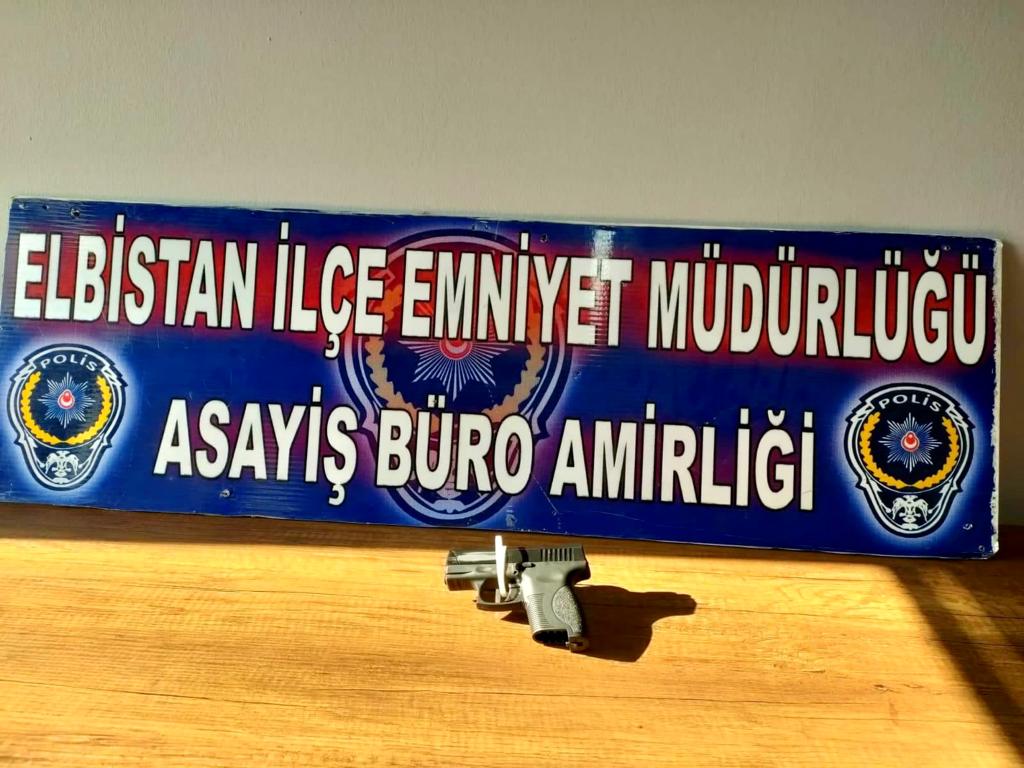 ELBİSTAN İLÇE EMNİYET MÜDÜRLÜĞÜ
POLİS
ASAYİŞ BÜRO AMİRLİĞİ
POLİS